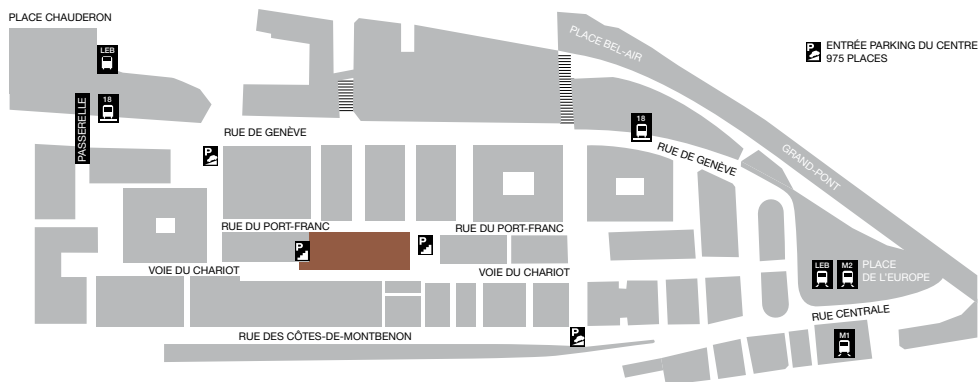 PLACE CHAUDERON
LEB
PLACE BEL-AIR
P
ENTRÉE PARKING DU CENTRE
975 PLACES
PASSERELLE
18
18
RUE DE GENÈVE
RUE DE GENÈVE
GRAND-PONT
P
RUE DU PORT-FRANC
RUE DU PORT-FRANC
P
P
VOIE DU CHARIOT
VOIE DU CHARIOT
LEB
M2
PLACE
DE L'EUROPE
RUE CENTRALE
M1
RUE DES CÔTES-DE-MONTBENON
P